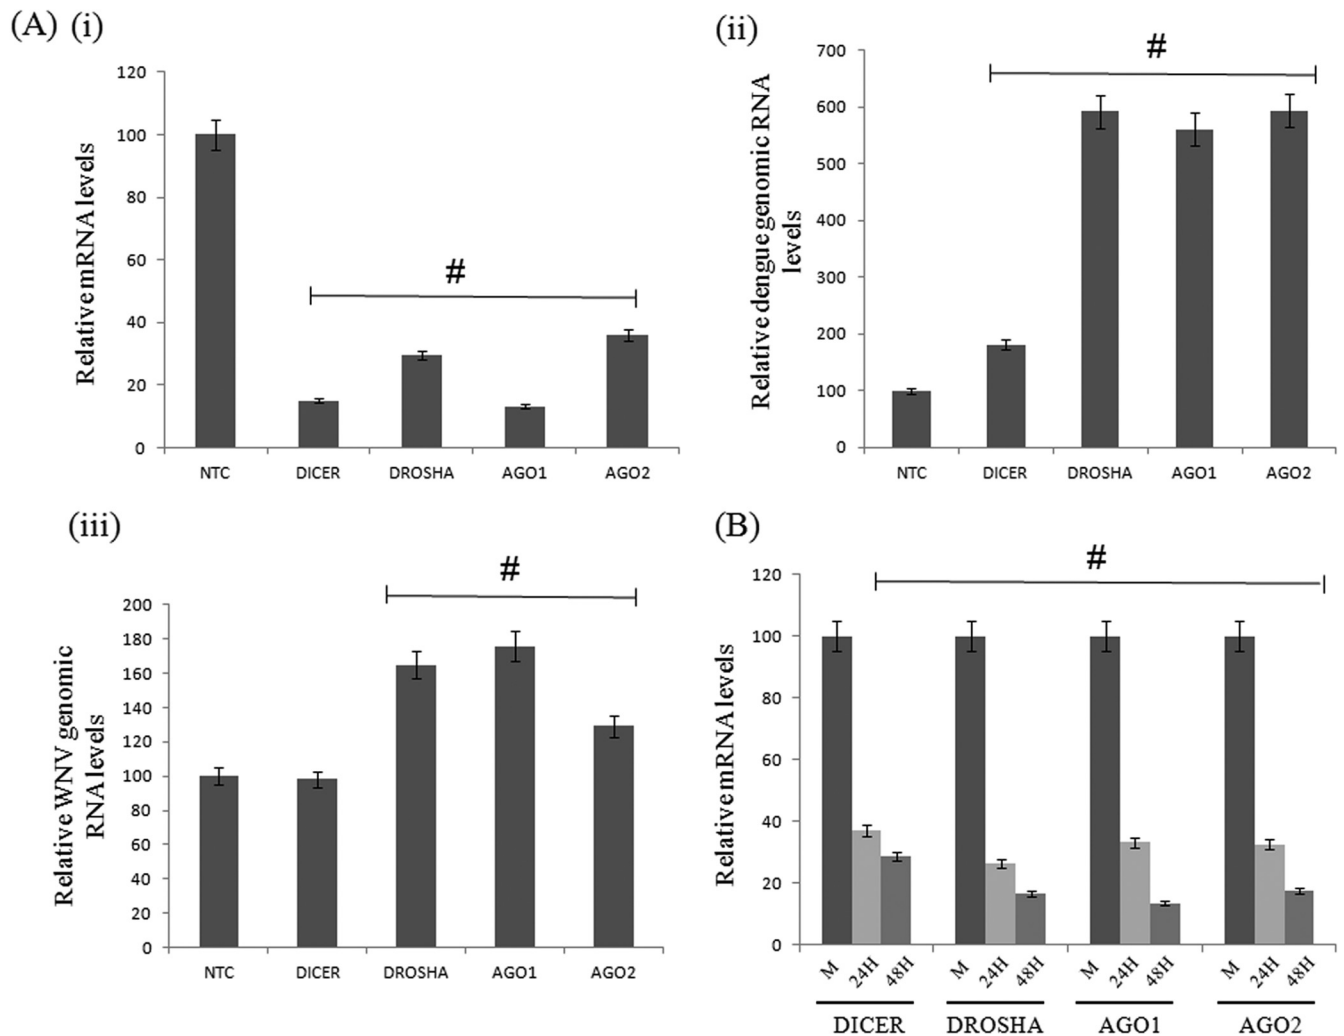 (A) (i)
#
Relative mRNA levels
120
100
80
60
40
20
0
NTC DICER DROSHA AGO1 AGO2
(ii)
#
Relative dengue genomic RNA
levels
700
600
500
400
300
200
100
0
NTC DICER DROSHA AGO1 AGO2
(iii)
#
Relative WNV genomic
RNA levels
200
180
160
140
120
100
80
60
40
20
0
NTC DICER DROSHA AGO1 AGO2
(B)
#
Relative mRNA levels
120
100
80
60
40
20
0
M 24H 48H M 24H 48H M 24H 48H M 24H 48H
DICER DROSHA AGO1 AGO2